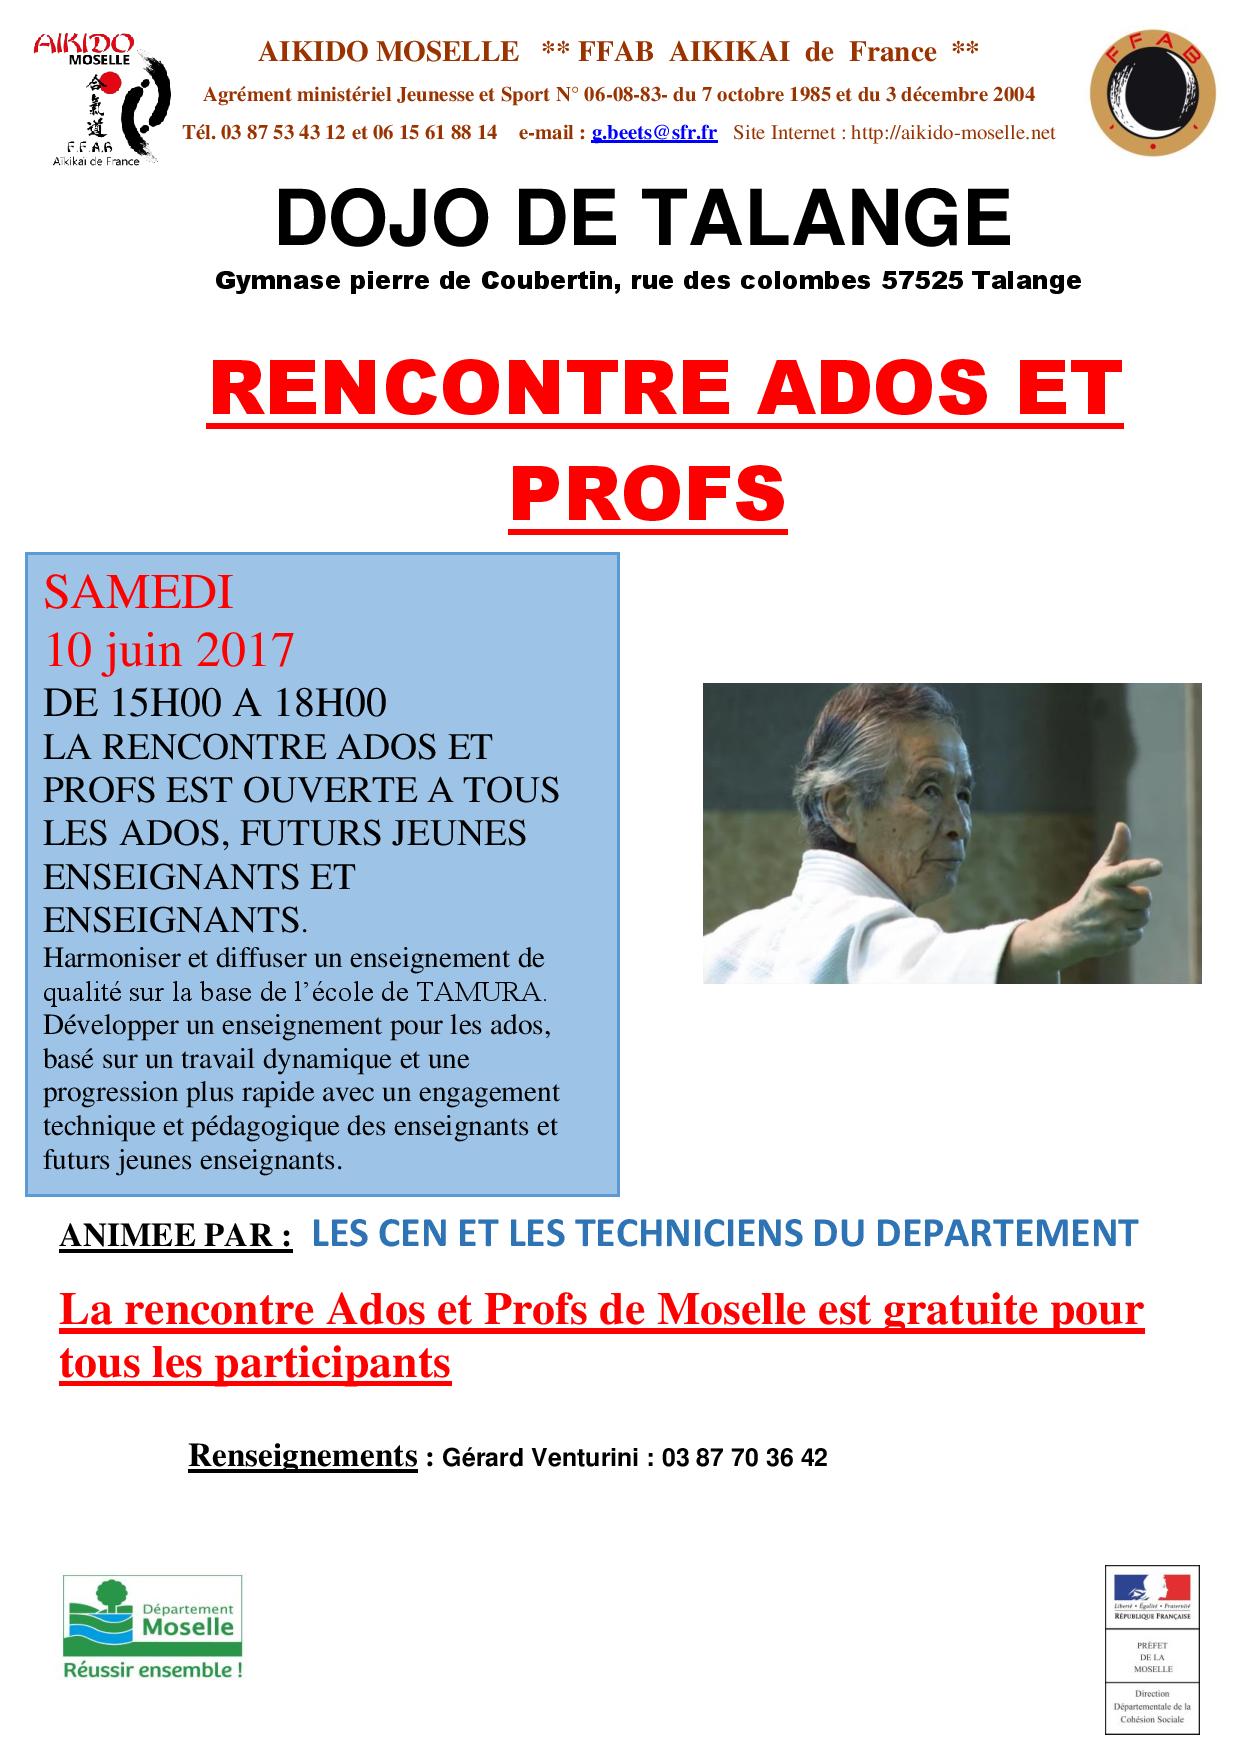 AIKIDO
MOSELLE
合
氣
道
F.F.A.B
Aïkikaï de France
AIKIDO MOSELLE ** FFAB AIKIKAI de France **
Agrément ministériel Jeunesse et Sport N° 06-08-83- du 7 octobre 1985 et du 3 décembre 2004
Tél. 03 87 53 43 12 et 06 15 61 88 14 e-mail : g.beets@sfr.fr Site Internet : http://aikido-moselle.net
FFAB
DOJO DE TALANGE
Gymnase pierre de Coubertin, rue des colombes 57525 Talange
RENCONTRE ADOS ET
PROFS
SAMEDI
10 juin 2017
DE 15H00 A 18H00
LA RENCONTRE ADOS ET
PROFS EST OUVERTE A TOUS
LES ADOS, FUTURS JEUNES
ENSEIGNANTS ET
ENSEIGNANTS.
Harmoniser et diffuser un enseignement de
qualité sur la base de l’école de TAMURA.
Développer un enseignement pour les ados,
basé sur un travail dynamique et une
progression plus rapide avec un engagement
technique et pédagogique des enseignants et
futurs jeunes enseignants.
ANIMEE PAR : LES CEN ET LES TECHNICIENS DU DEPARTEMENT
La rencontre Ados et Profs de Moselle est gratuite pour
tous les participants
Renseignements : Gérard Venturini : 03 87 70 36 42
Département
Moselle
Réussir ensemble !
Liberté • Égalité • Fraternité
RÉPUBLIQUE FRANÇAISE
PRÉFET
DE LA
MOSELLE
Direction
Départementale de la
Cohésion Sociale